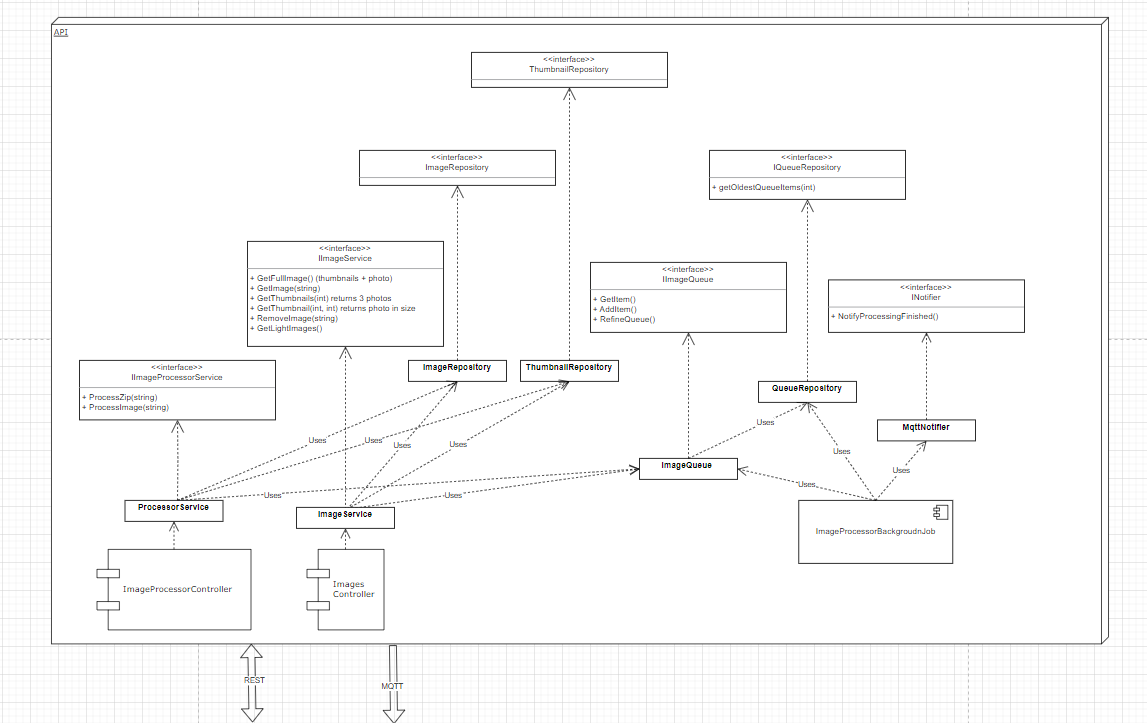 API
<<interface>>
ThumbnailRepository
<<interface>>
ImageRepository
<<interface>>
IQueueRepository
+ getOldestQueueItems(int)
<<interface>>
IImageService
+ GetFullImage() (thumbnails + photo)
+ GetImage(string)
+ GetThumbnails(int) returns 3 photos
+ GetThumbnail(int, int) returns photo in size
+ RemoveImage(string)
+ GetLightImages()
<<interface>>
IImageQueue
+ GetItem()
+ AddItem()
+ RefineQueue()
<<interface>>
INotifier
+ NotifyProcessingFinished()
<<interface>>
IImageProcessorService
+ ProcessZip(string)
+ ProcessImage(string)
ImageRepository
ThumbnailRepository
QueueRepository
MqttNotifier
Uses
Uses
Uses
Uses
Uses
Uses
Uses
ImageQueue
Uses
Uses
Uses
ProcessorService
ImageService
ImageProcessorBackgroudnJob
ImageProcessorController
Images
Controller
REST
MQTT